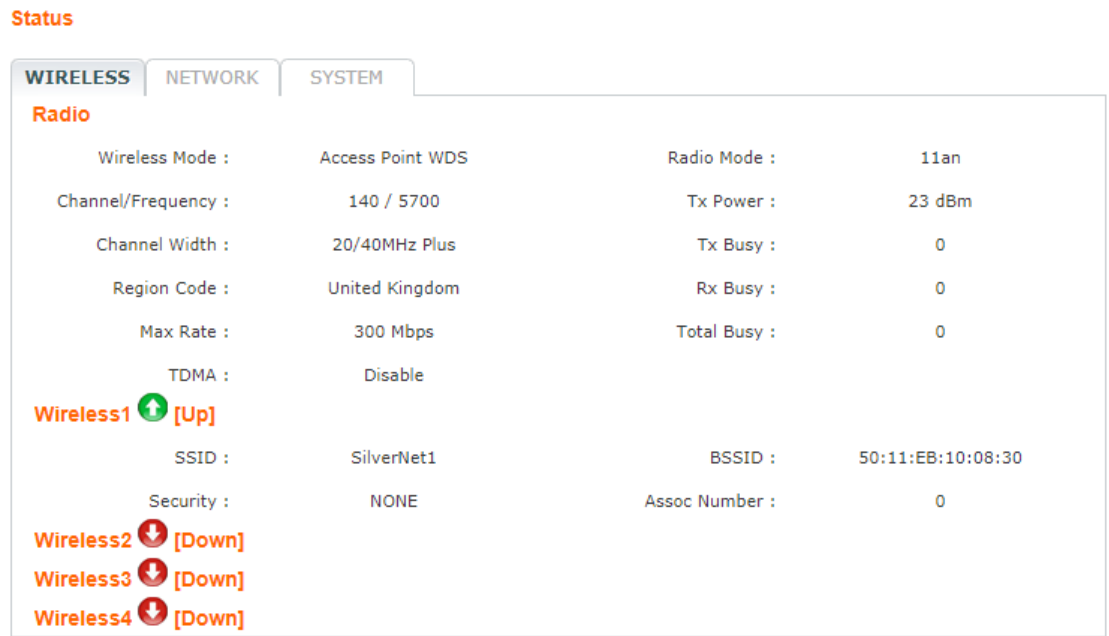 Status
WIRELESS NETWORK SYSTEM
Radio
Wireless Mode : Access Point WDS Radio Mode : 11an
Channel/Frequency : 140 / 5700 Tx Power : 23 dBm
Channel Width : 20/40MHz Plus Tx Busy : 0
Region Code : United Kingdom Rx Busy : 0
Max Rate : 300 Mbps Total Busy : 0
TDMA : Disable
Wireless1 [Up]
SSID : SilverNet1 BSSID : 50:11:EB:10:08:30
Security : NONE Assoc Number : 0
Wireless2 [Down]
Wireless3 [Down]
Wireless4 [Down]